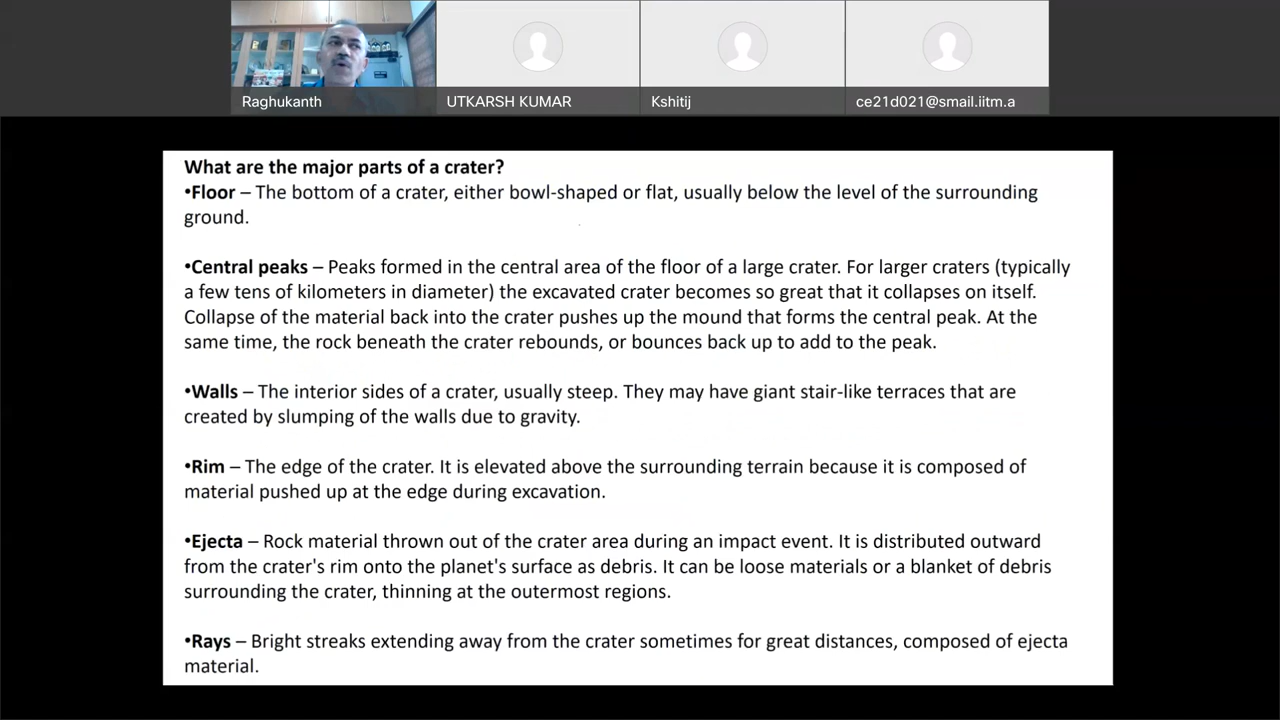 Raghukanth
UTKARSH KUMAR
Kshitij
ce21d021@smail.iitm.a
What are the major parts of a crater?
•Floor – The bottom of a crater, either bowl-shaped or flat, usually below the level of the surrounding
ground.
•Central peaks – Peaks formed in the central area of the floor of a large crater. For larger craters (typically
a few tens of kilometers in diameter) the excavated crater becomes so great that it collapses on itself.
Collapse of the material back into the crater pushes up the mound that forms the central peak. At the
same time, the rock beneath the crater rebounds, or bounces back up to add to the peak.
•Walls – The interior sides of a crater, usually steep. They may have giant stair-like terraces that are
created by slumping of the walls due to gravity.
•Rim – The edge of the crater. It is elevated above the surrounding terrain because it is composed of
material pushed up at the edge during excavation.
•Ejecta – Rock material thrown out of the crater area during an impact event. It is distributed outward
from the crater's rim onto the planet's surface as debris. It can be loose materials or a blanket of debris
surrounding the crater, thinning at the outermost regions.
•Rays – Bright streaks extending away from the crater sometimes for great distances, composed of ejecta
material.